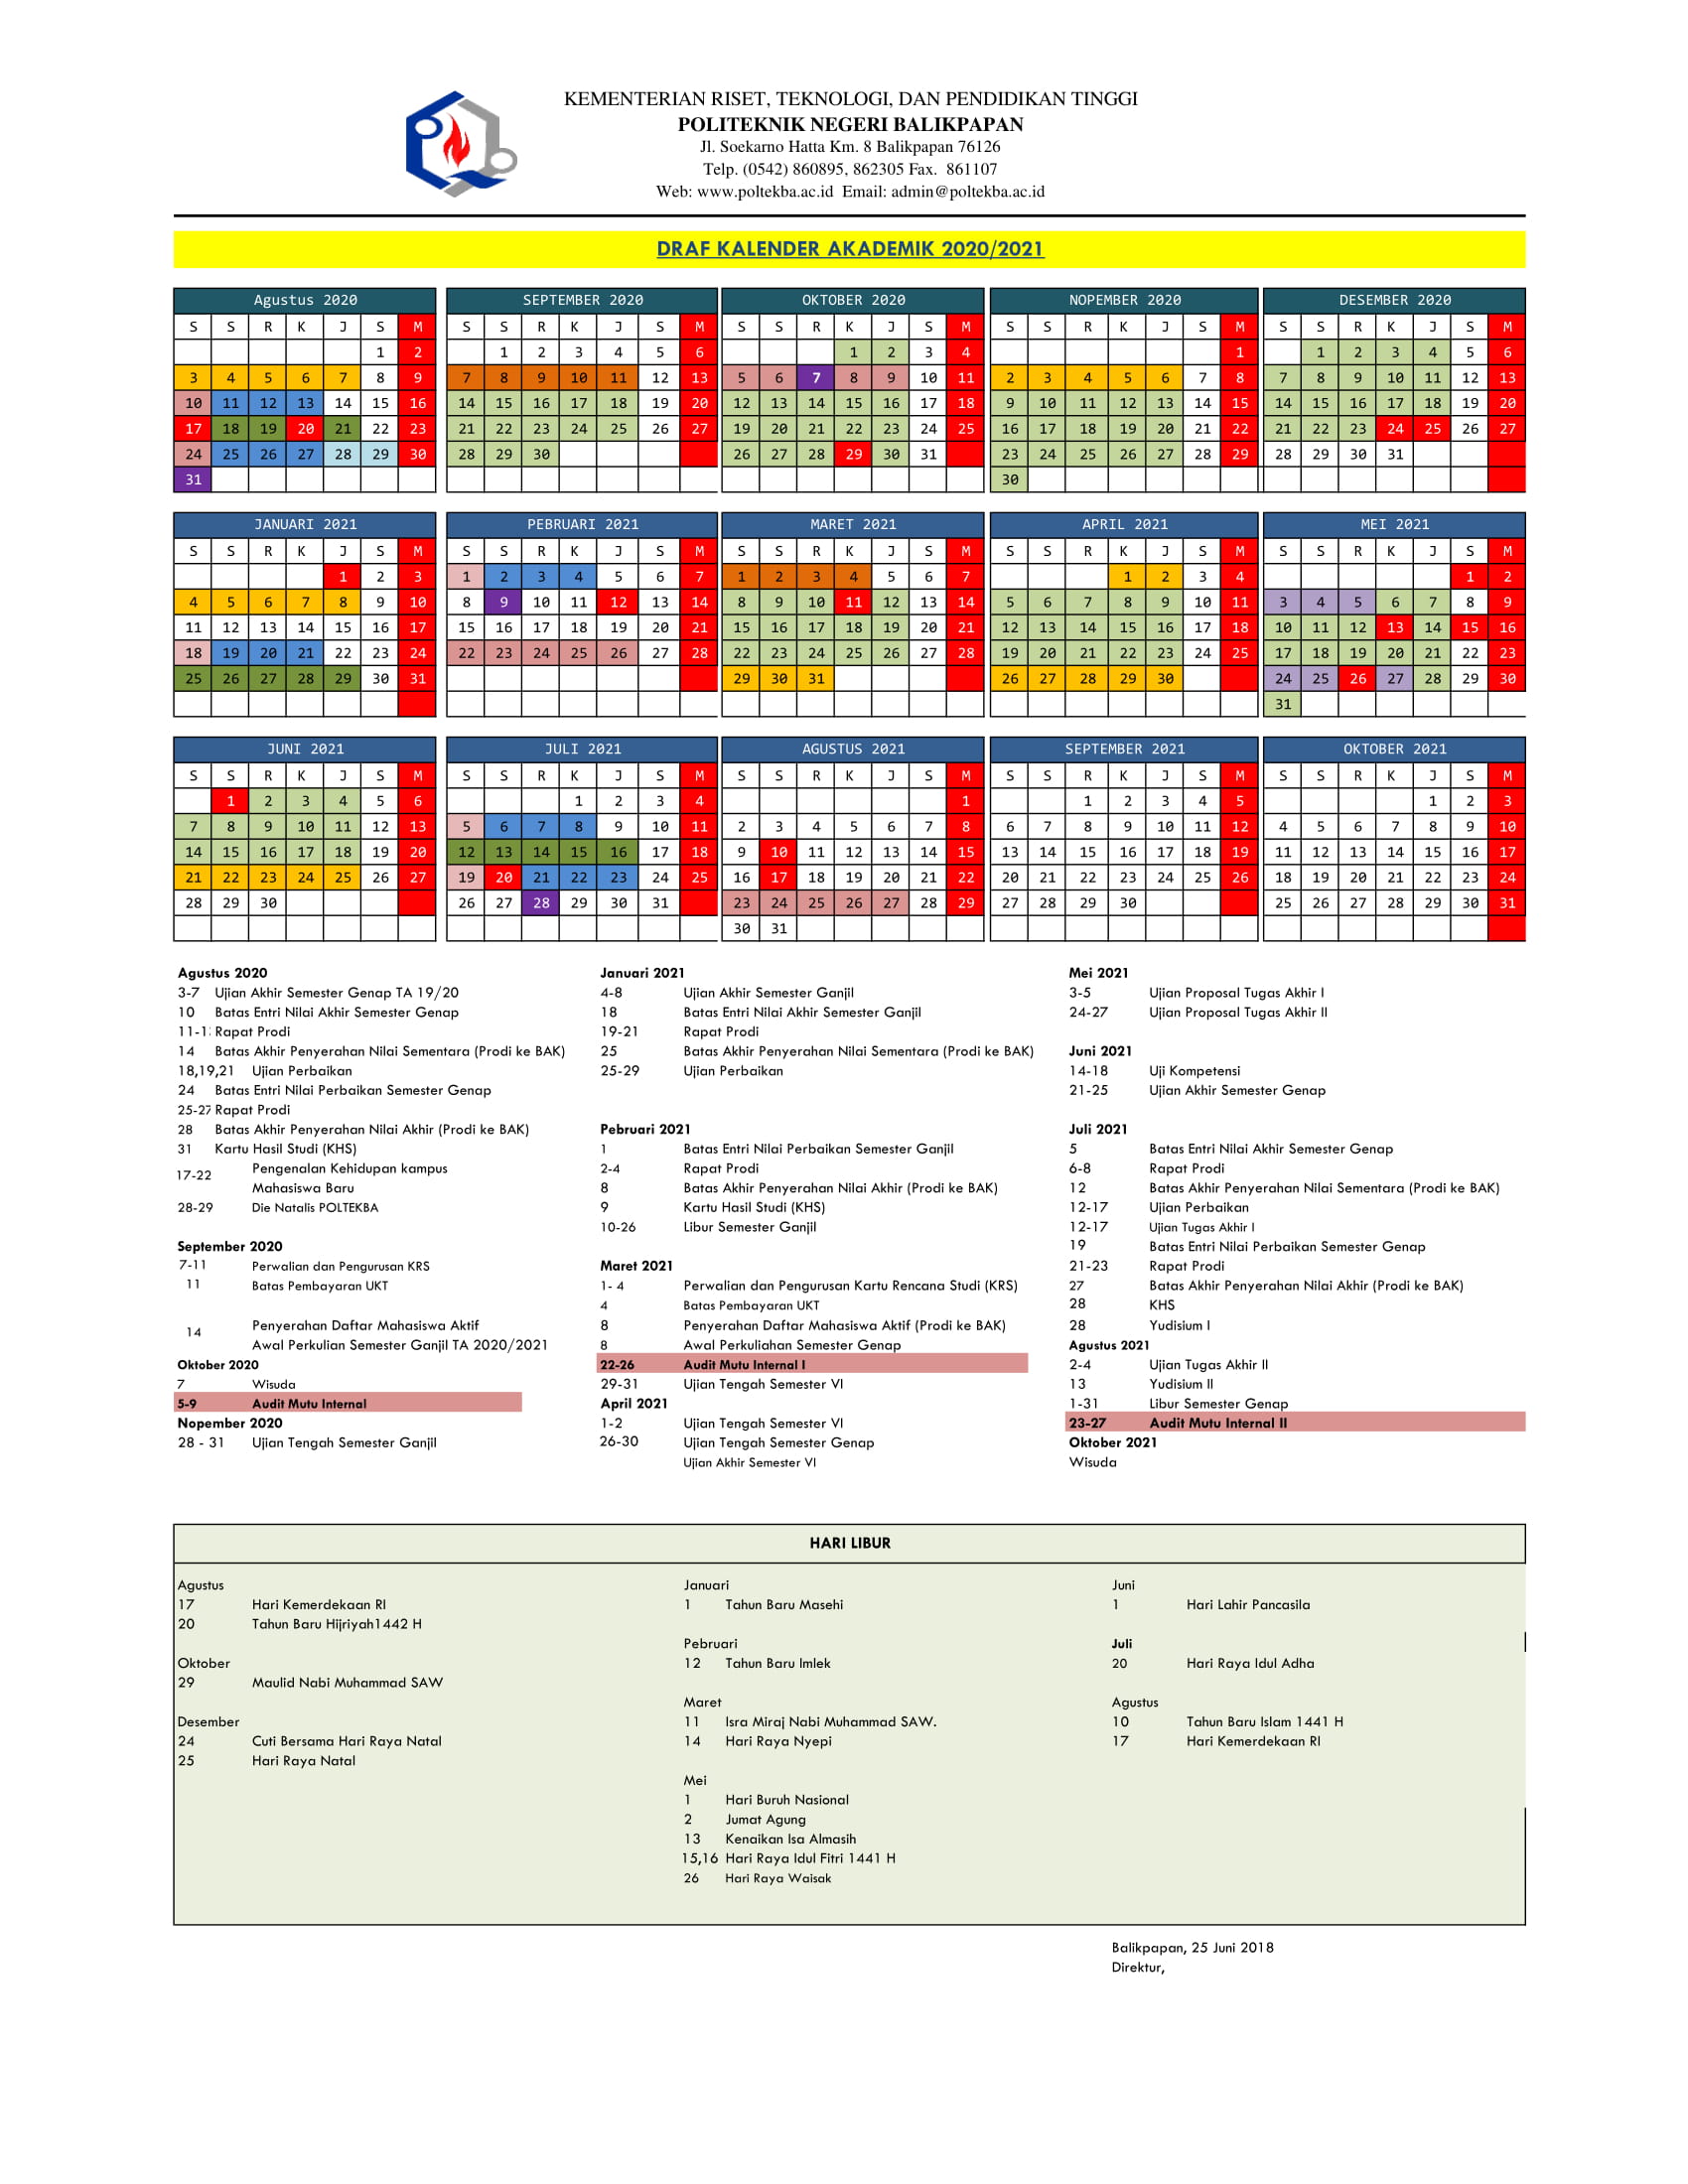 KEMENTERIAN RISET, TEKNOLOGI, DAN PENDIDIKAN TINGGI
POLITEKNIK NEGERI BALIKPAPAN
Jl. Soekarno Hatta Km. 8 Balikpapan 76126
Telp. (0542) 860895, 862305 Fax. 861107
Web: www.poltekba.ac.id Email: admin@poltekba.ac.id
DRAF KALENDER AKADEMIK 2020/2021
Agustus 2020
S S R K J S M
1 2
3 4 5 6 7 8 9
10 11 12 13 14 15 16
17 18 19 20 21 22 23
24 25 26 27 28 29 30
31
SEPTEMBER 2020
S S R K J S M
1 2 3 4 5 6
7 8 9 10 11 12 13
14 15 16 17 18 19 20
21 22 23 24 25 26 27
28 29 30
OKTOBER 2020
S S R K J S M
1 2 3 4
5 6 7 8 9 10 11
12 13 14 15 16 17 18
19 20 21 22 23 24 25
26 27 28 29 30 31
NOPEMBER 2020
S S R K J S M
1
2 3 4 5 6 7 8
9 10 11 12 13 14 15
16 17 18 19 20 21 22
23 24 25 26 27 28 29
30
DESEMBER 2020
S S R K J S M
1 2 3 4 5 6
7 8 9 10 11 12 13
14 15 16 17 18 19 20
21 22 23 24 25 26 27
28 29 30 31
JANUARI 2021
S S R K J S M
1 2 3
4 5 6 7 8 9 10
11 12 13 14 15 16 17
18 19 20 21 22 23 24
25 26 27 28 29 30 31
PEBRUARI 2021
S S R K J S M
1 2 3 4 5 6 7
8 9 10 11 12 13 14
15 16 17 18 19 20 21
22 23 24 25 26 27 28
MARET 2021
S S R K J S M
1 2 3 4 5 6 7
8 9 10 11 12 13 14
15 16 17 18 19 20 21
22 23 24 25 26 27 28
29 30 31
APRIL 2021
S S R K J S M
1 2 3 4
5 6 7 8 9 10 11
12 13 14 15 16 17 18
19 20 21 22 23 24 25
26 27 28 29 30
MEI 2021
S S R K J S M
1 2
3 4 5 6 7 8 9
10 11 12 13 14 15 16
17 18 19 20 21 22 23
24 25 26 27 28 29 30
31
JUNI 2021
S S R K J S M
1 2 3 4 5 6
7 8 9 10 11 12 13
14 15 16 17 18 19 20
21 22 23 24 25 26 27
28 29 30
JULI 2021
S S R K J S M
1 2 3 4
5 6 7 8 9 10 11
12 13 14 15 16 17 18
19 20 21 22 23 24 25
26 27 28 29 30 31
AGUSTUS 2021
S S R K J S M
1
2 3 4 5 6 7 8
9 10 11 12 13 14 15
16 17 18 19 20 21 22
23 24 25 26 27 28 29
30 31
SEPTEMBER 2021
S S R K J S M
1 2 3 4 5
6 7 8 9 10 11 12
13 14 15 16 17 18 19
20 21 22 23 24 25 26
27 28 29 30
OKTOBER 2021
S S R K J S M
1 2 3
4 5 6 7 8 9 10
11 12 13 14 15 16 17
18 19 20 21 22 23 24
25 26 27 28 29 30 31
Agustus 2020
3-7 Ujian Akhir Semester Genap TA 19/20
10 Batas Entri Nilai Akhir Semester Genap
11-1 Rapat Prodi
14 Batas Akhir Penyerahan Nilai Sementara (Prodi ke BAK)
18,19,21 Ujian Perbaikan
24 Batas Entri Nilai Perbaikan Semester Genap
25-27 Rapat Prodi
28 Batas Akhir Penyerahan Nilai Akhir (Prodi ke BAK)
31 Kartu Hasil Studi (KHS)
17-22 Pengenalan Kehidupan kampus
Mahasiswa Baru
28-29 Die Natalis POLTEKBA
September 2020
7-11 Perwalian dan Pengurusan KRS
11 Batas Pembayaran UKT
14 Penyerahan Daftar Mahasiswa Aktif
Awal Perkulian Semester Ganjil TA 2020/2021
Oktober 2020
7 Wisuda
5-9 Audit Mutu Internal
Nopember 2020
28 - 31 Ujian Tengah Semester Ganjil
Januari 2021
4-8 Ujian Akhir Semester Ganjil
18 Batas Entri Nilai Akhir Semester Ganjil
19-21 Rapat Prodi
25 Batas Akhir Penyerahan Nilai Sementara (Prodi ke BAK)
25-29 Ujian Perbaikan
Pebruari 2021
1 Batas Entri Nilai Perbaikan Semester Ganjil
2-4 Rapat Prodi
8 Batas Akhir Penyerahan Nilai Akhir (Prodi ke BAK)
9 Kartu Hasil Studi (KHS)
10-26 Libur Semester Ganjil
Maret 2021
1- 4 Perwalian dan Pengurusan Kartu Rencana Studi (KRS)
4 Batas Pembayaran UKT
8 Penyerahan Daftar Mahasiswa Aktif (Prodi ke BAK)
8 Awal Perkuliahan Semester Genap
22-26 Audit Mutu Internal I
29-31 Ujian Tengah Semester VI
April 2021
1-2 Ujian Tengah Semester VI
26-30 Ujian Tengah Semester Genap
Ujian Akhir Semester VI
Mei 2021
3-5 Ujian Proposal Tugas Akhir I
24-27 Ujian Proposal Tugas Akhir II
Juni 2021
14-18 Uji Kompetensi
21-25 Ujian Akhir Semester Genap
Juli 2021
5 Batas Entri Nilai Akhir Semester Genap
6-8 Rapat Prodi
12 Batas Akhir Penyerahan Nilai Sementara (Prodi ke BAK)
12-17 Ujian Perbaikan
12-17 Ujian Tugas Akhir I
19 Batas Entri Nilai Perbaikan Semester Genap
21-23 Rapat Prodi
27 Batas Akhir Penyerahan Nilai Akhir (Prodi ke BAK)
28 KHS
28 Yudisium I
Agustus 2021
2-4 Ujian Tugas Akhir II
13 Yudisium II
1-31 Libur Semester Genap
23-27 Audit Mutu Internal II
Oktober 2021
Wisuda
HARI LIBUR
Agustus
17 Hari Kemerdekaan RI
20 Tahun Baru Hijriyah1442 H
Oktober
29 Maulid Nabi Muhammad SAW
Desember
24 Cuti Bersama Hari Raya Natal
25 Hari Raya Natal
Januari
1 Tahun Baru Masehi
Pebruari
12 Tahun Baru Imlek
Maret
11 Isra Miraj Nabi Muhammad SAW.
14 Hari Raya Nyepi
Mei
1 Hari Buruh Nasional
2 Jumat Agung
13 Kenaikan Isa Almasih
15,16 Hari Raya Idul Fitri 1441 H
26 Hari Raya Waisak
Juni
1 Hari Lahir Pancasila
Juli
20 Hari Raya Idul Adha
Agustus
10 Tahun Baru Islam 1441 H
17 Hari Kemerdekaan RI
Balikpapan, 25 Juni 2018
Direktur,